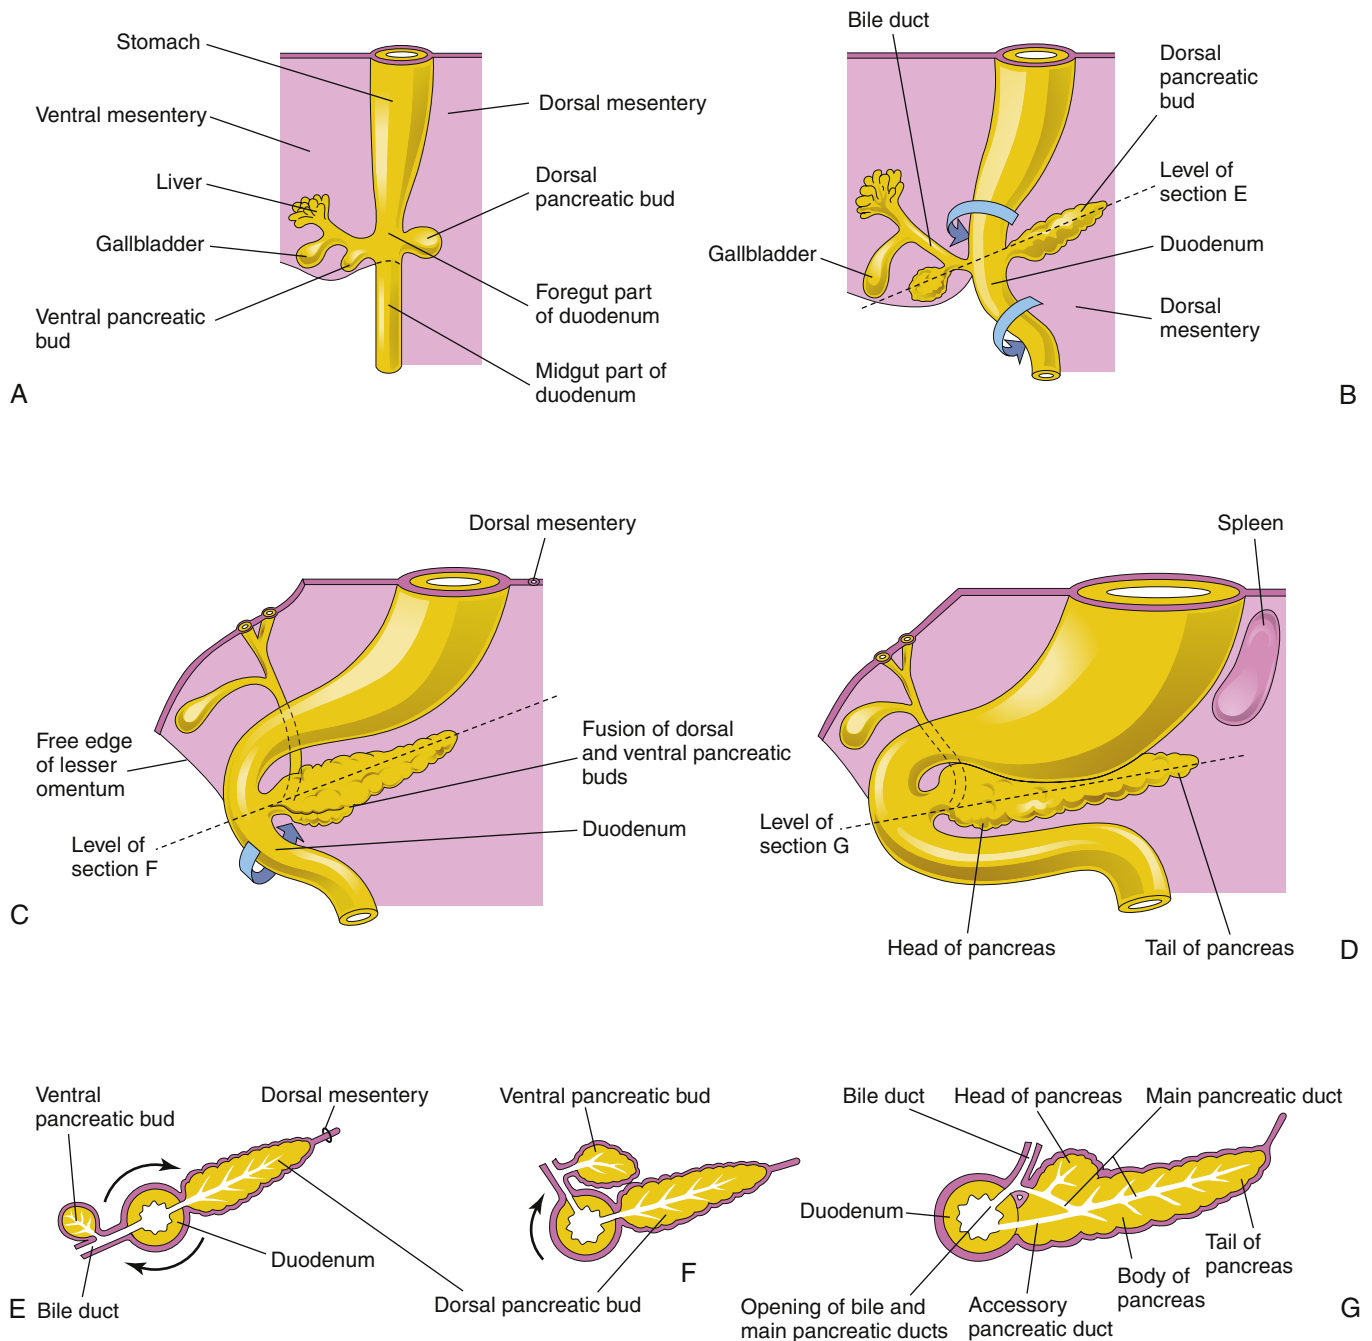 Stomach
Ventral mesentery
Liver
Gallbladder
Ventral pancreatic
bud
Dorsal mesentery
Dorsal
pancreatic bud
Foregut part
of duodenum
Midgut part of
duodenum
A
Bile duct
Dorsal
pancreatic
bud
Level of
section E
Gallbladder
Duodenum
Dorsal
mesentery
B
Dorsal mesentery
Free edge
of lesser
omentum
Level of
section F
Fusion of dorsal
and ventral pancreatic
buds
Duodenum
C
Spleen
Level of
section G
Head of pancreas
Tail of pancreas
D
Ventral
pancreatic bud
Dorsal mesentery
Duodenum
E
Bile duct
Ventral pancreatic bud
Dorsal pancreatic bud
F
Bile duct
Head of pancreas
Main pancreatic duct
Duodenum
Tail of
pancreas
Body of
pancreas
Opening of bile and
main pancreatic ducts
Accessory
pancreatic duct
G